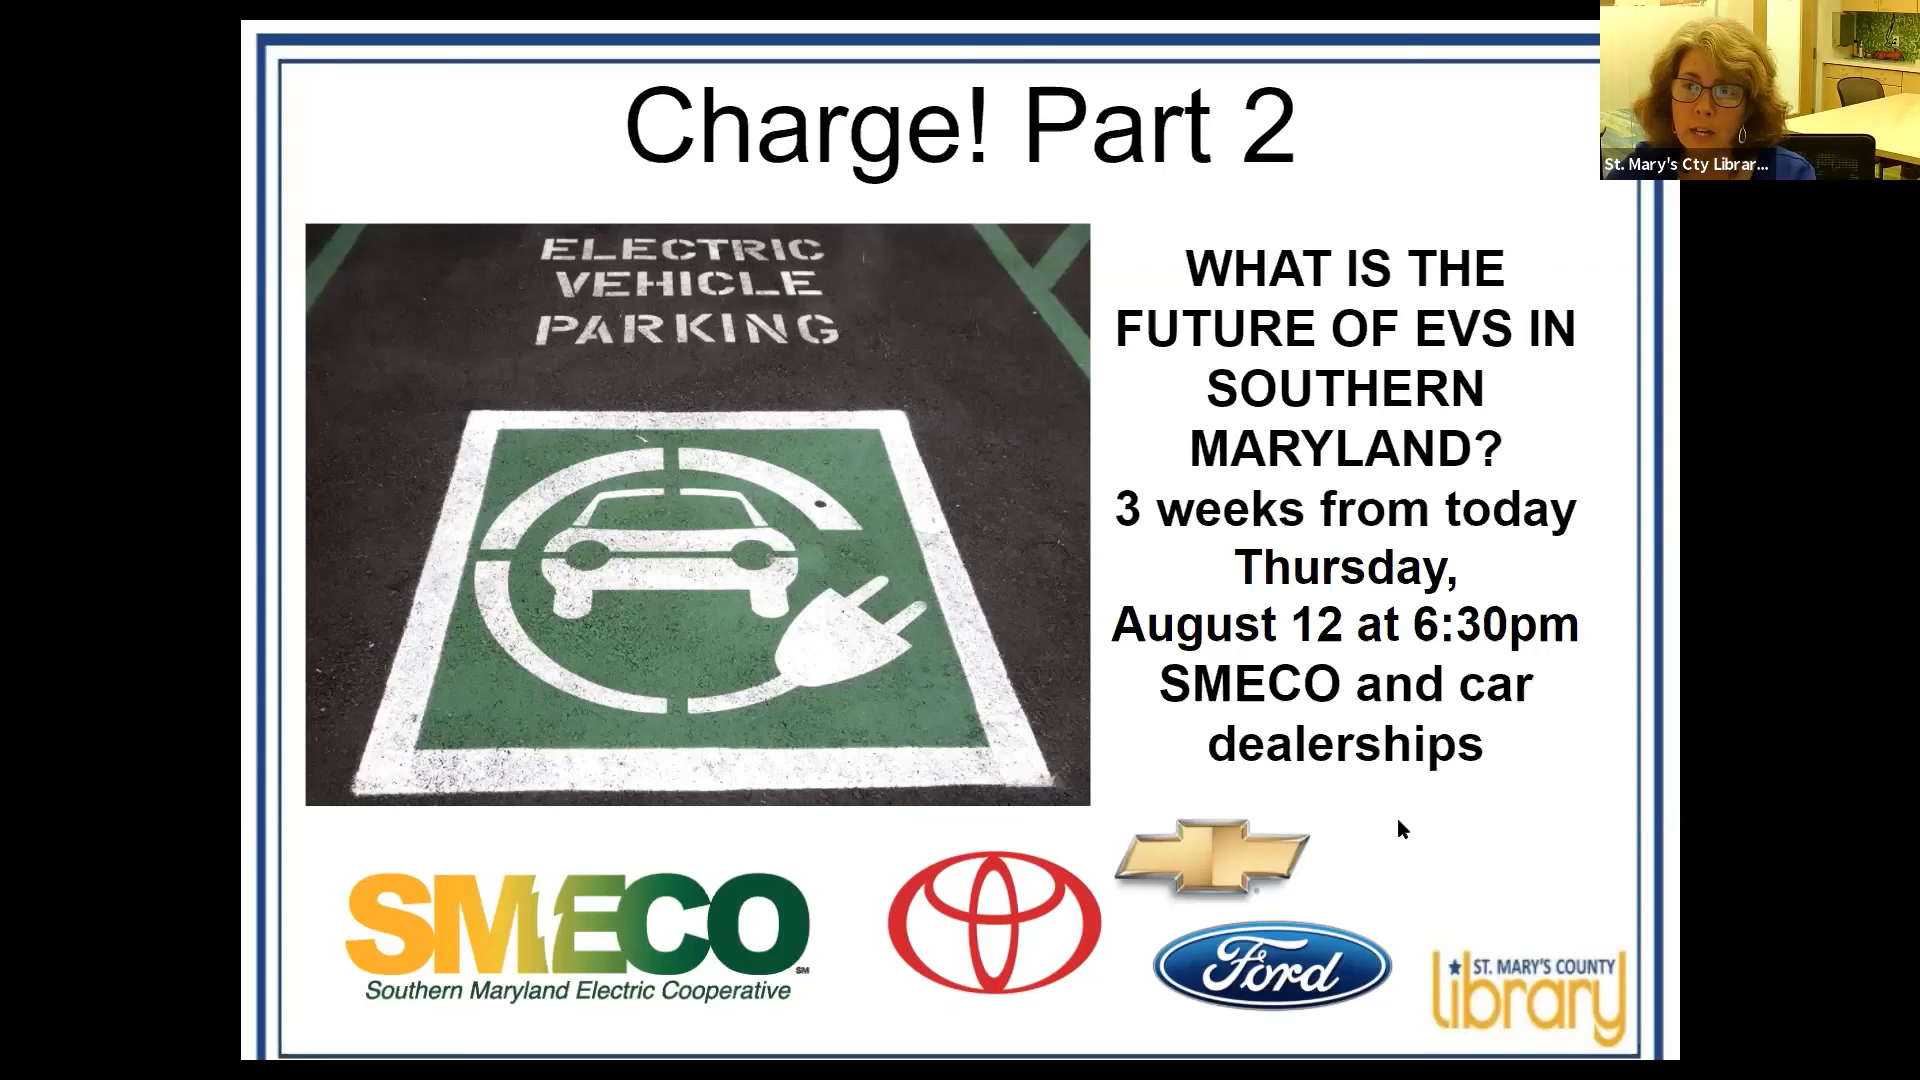 Charge! Part 2
St. Mary's Cty Librar...
ELECTRIC
VEHICLE
PARKING
WHAT IS THE
FUTURE OF EVS IN
SOUTHERN
MARYLAND?
3 weeks from today
Thursday,
August 12 at 6:30pm
SMECO and car
dealerships
SMECO SM
Southern Maryland Electric Cooperative
Ford
ST. MARY'S COUNTY
library